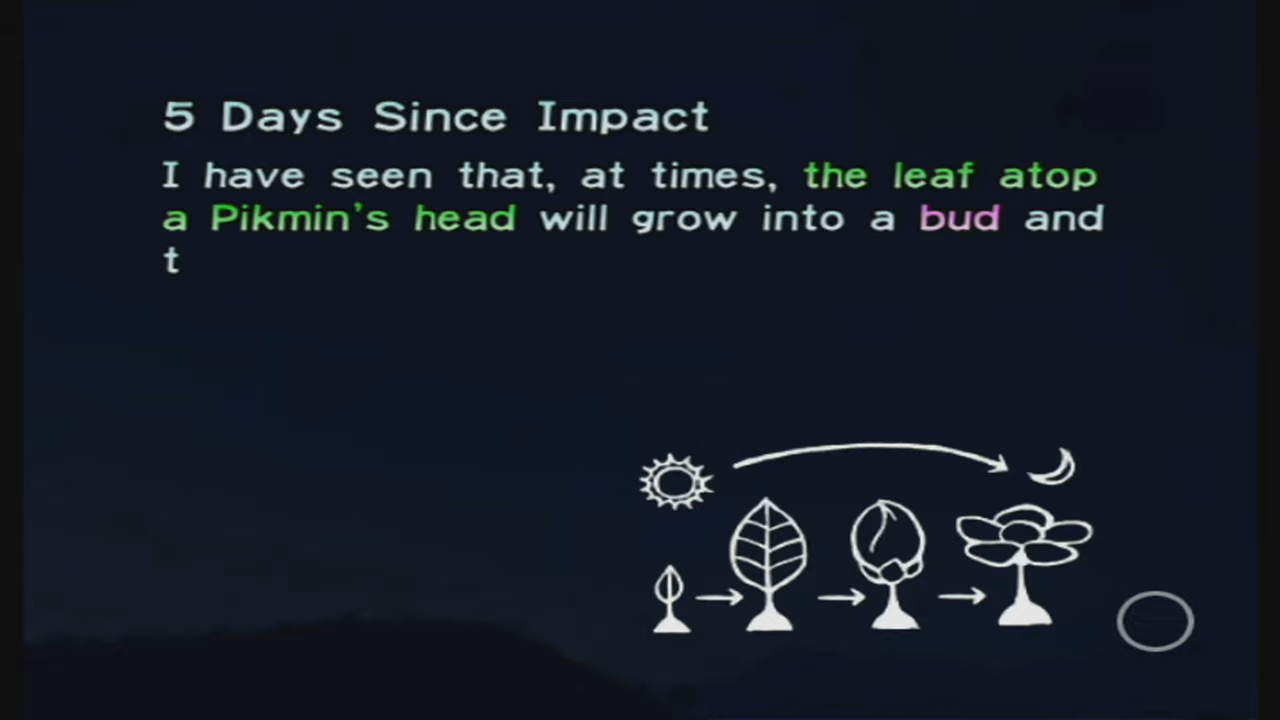 5 Days Since Impact
I have seen that, at times, the leaf atop
a Pikmin's head will grow into a bud and
t